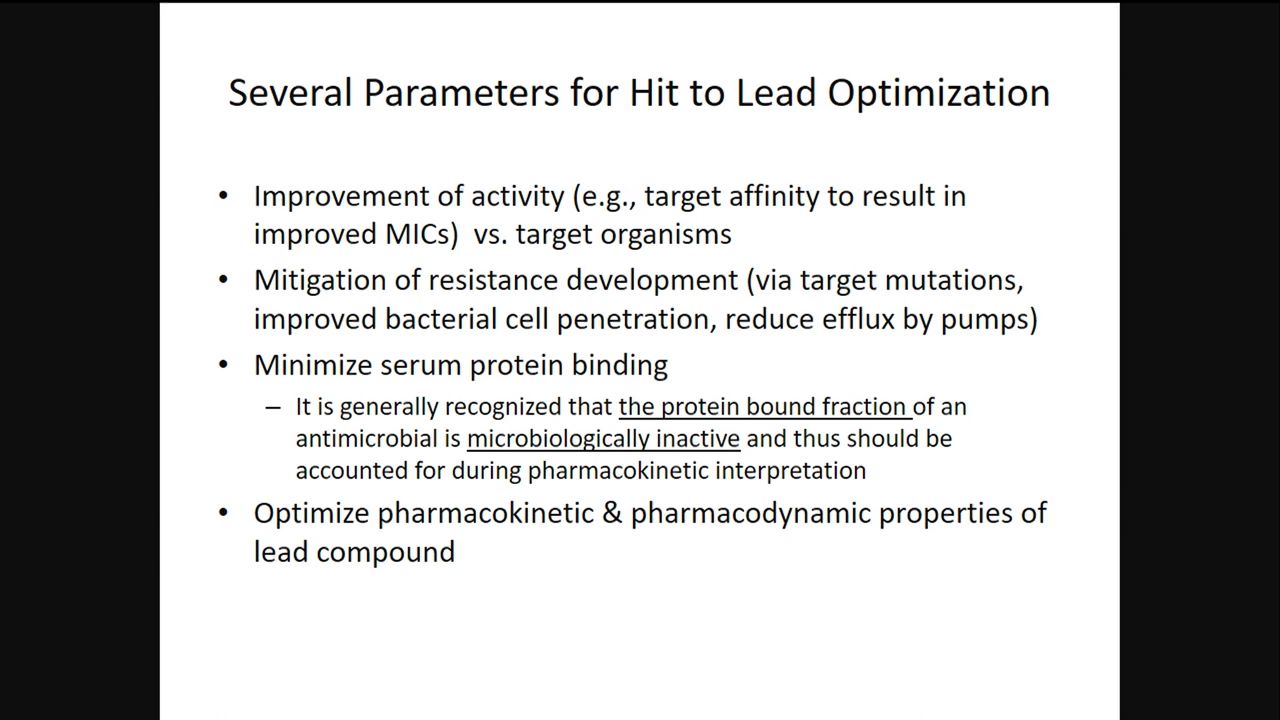 Several Parameters for Hit to Lead Optimization
• Improvement of activity (e.g., target affinity to result in
improved MICs)  vs. target organisms
• Mitigation of resistance development (via target mutations,
improved bacterial cell penetration, reduce efflux by pumps)
• Minimize serum protein binding
– It is generally recognized that the protein bound fraction of an
antimicrobial is microbiologically inactive and thus should be
accounted for during pharmacokinetic interpretation
• Optimize pharmacokinetic & pharmacodynamic properties of
lead compound